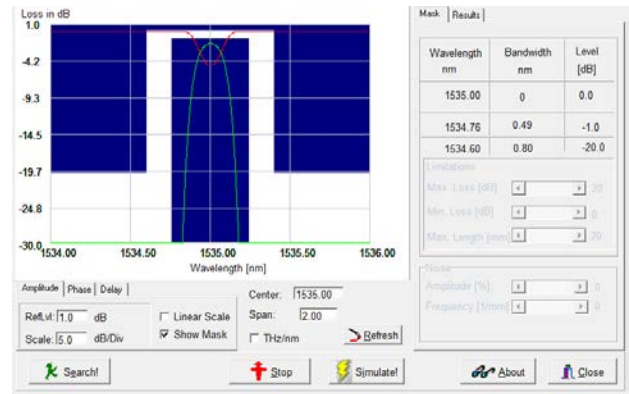 Loss in dB
1.0
-4.2
-9.3
-14.5
-19.7
-24.8
-30.0
1534.00 1534.50 1535.00 1535.50 1536.00
Wavelength [nm]
Mask Results
Wavelength nm Bandwidth nm Level [dB]
1535.00 0 0.0
1534.76 0.49 -1.0
1534.60 0.80 -20.0
Limitations
Max. Loss [dB] 30
Min. Loss [dB] 0
Max. Length [mm] 20
Noise
Amplitude [%] 0
Frequency [1/mm] 0
Amplitude Phase Delay
RefLvl: 1.0 dB
Scale: 5.0 dB/Div
Linear Scale
Show Mask
Center: 1535.00
Span: 2.00
THz/nm
Refresh
Search! Stop Simulate! About Close